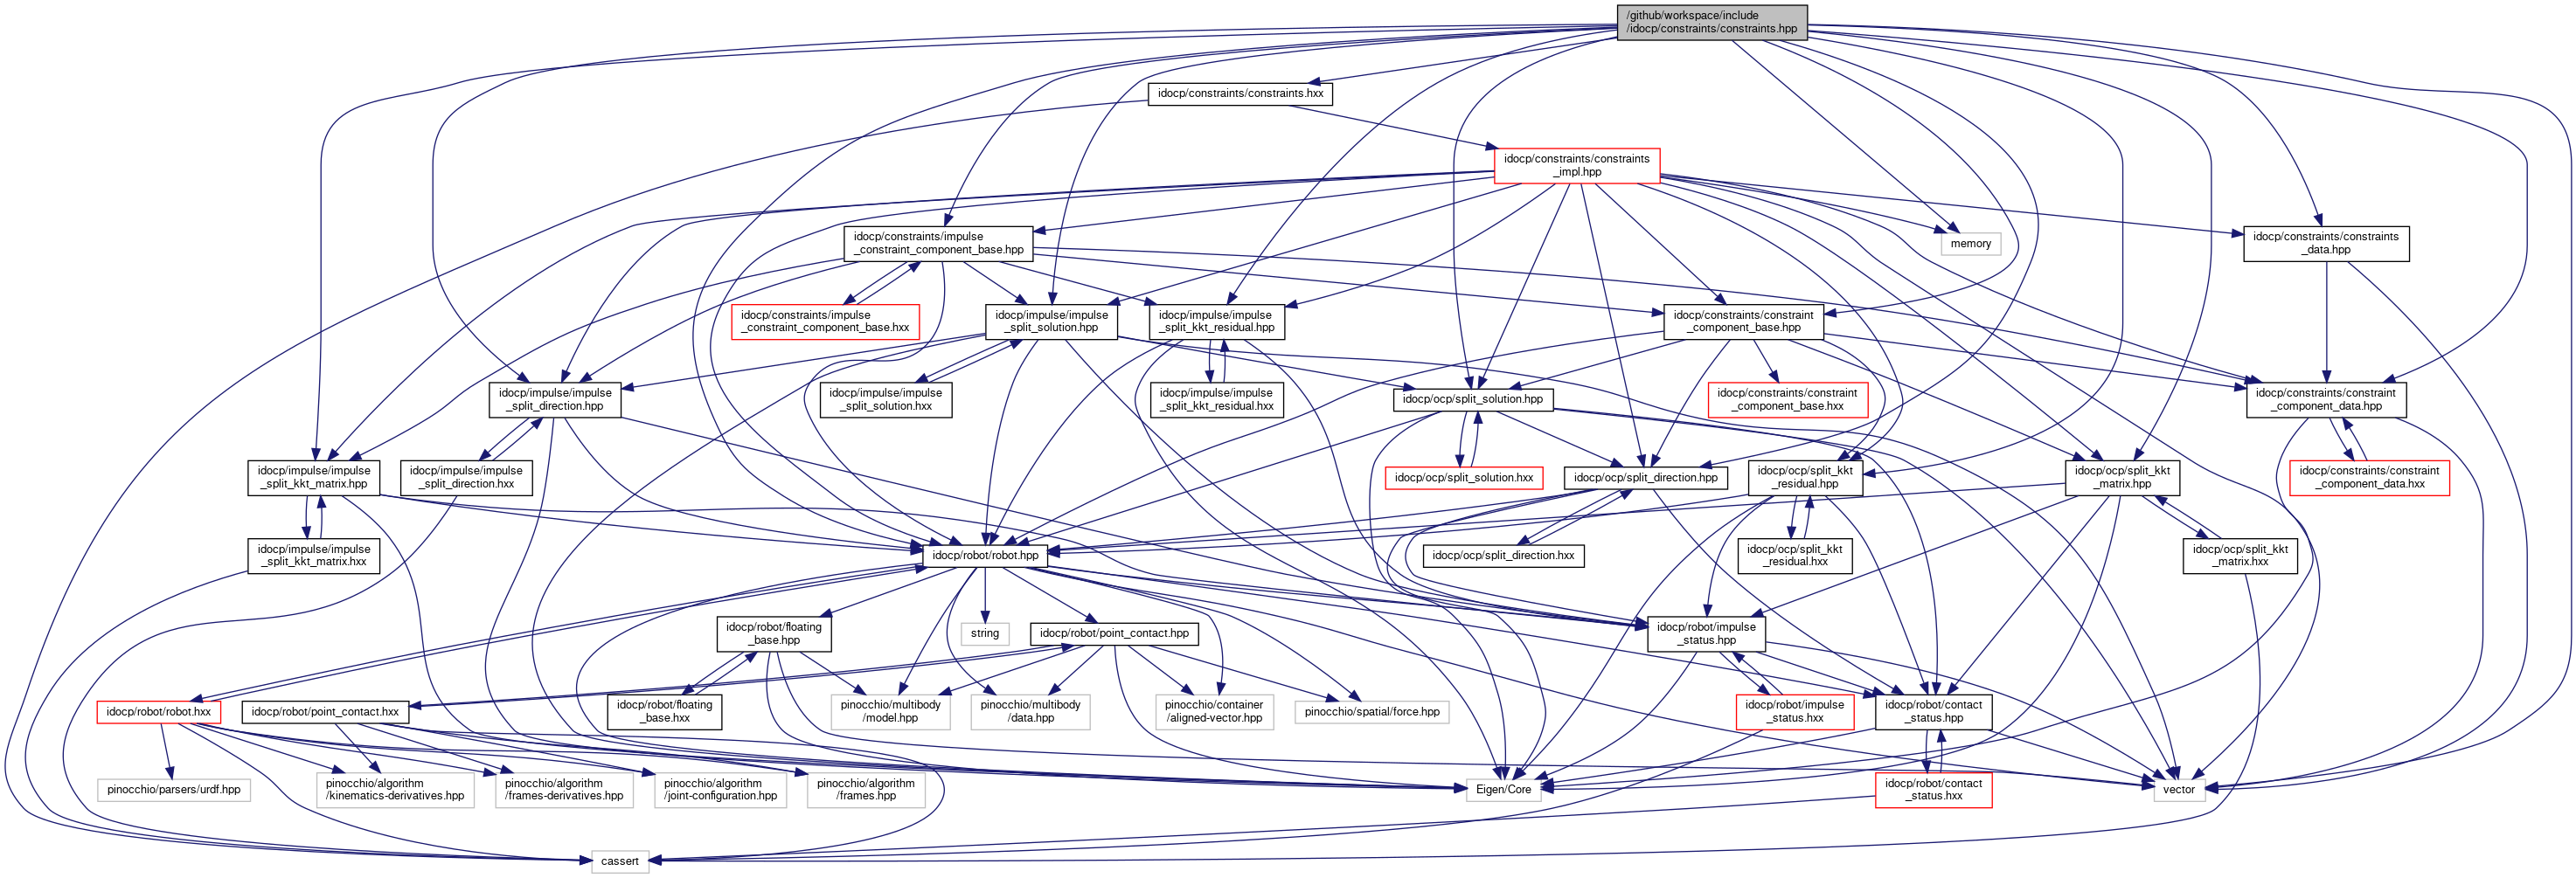 /github/workspace/include
/idocp/constraints/constraints.hpp
idocp/constraints/constraints.hxx
idocp/constraints/constraints
_impl.hpp
idocp/constraints/impulse
_constraint_component_base.hpp
memory
idocp/constraints/constraints
_data.hpp
idocp/constraints/impulse
_constraint_component_base.hxx
idocp/impulse/impulse
_split_solution.hpp
idocp/impulse/impulse
_split_kkt_residual.hpp
idocp/constraints/constraint
_component_base.hpp
idocp/impulse/impulse
_split_direction.hpp
idocp/impulse/impulse
_split_solution.hxx
idocp/impulse/impulse
_split_kkt_residual.hxx
idocp/ocp/split_solution.hpp
idocp/constraints/constraint
_component_base.hxx
idocp/constraints/constraint
_component_data.hpp
idocp/impulse/impulse
_split_kkt_matrix.hpp
idocp/impulse/impulse
_split_direction.hxx
idocp/ocp/split_solution.hxx
idocp/ocp/split_direction.hpp
idocp/ocp/split_kkt
_residual.hpp
idocp/ocp/split_kkt
_matrix.hpp
idocp/constraints/constraint
_component_data.hxx
idocp/impulse/impulse
_split_kkt_matrix.hxx
idocp/robot/robot.hpp
idocp/ocp/split_direction.hxx
idocp/ocp/split_kkt
_residual.hxx
idocp/ocp/split_kkt
_matrix.hxx
idocp/robot/floating
_base.hpp
string
idocp/robot/point_contact.hpp
idocp/robot/impulse
_status.hpp
idocp/robot/robot.hxx
idocp/robot/point_contact.hxx
idocp/robot/floating
_base.hxx
pinocchio/multibody
/model.hpp
pinocchio/multibody
/data.hpp
pinocchio/container
/aligned-vector.hpp
pinocchio/spatial/force.hpp
idocp/robot/impulse
_status.hxx
idocp/robot/contact
_status.hpp
pinocchio/parsers/urdf.hpp
pinocchio/algorithm
/kinematics-derivatives.hpp
pinocchio/algorithm
/frames-derivatives.hpp
pinocchio/algorithm
/joint-configuration.hpp
pinocchio/algorithm
/frames.hpp
Eigen/Core
idocp/robot/contact
_status.hxx
vector
cassert